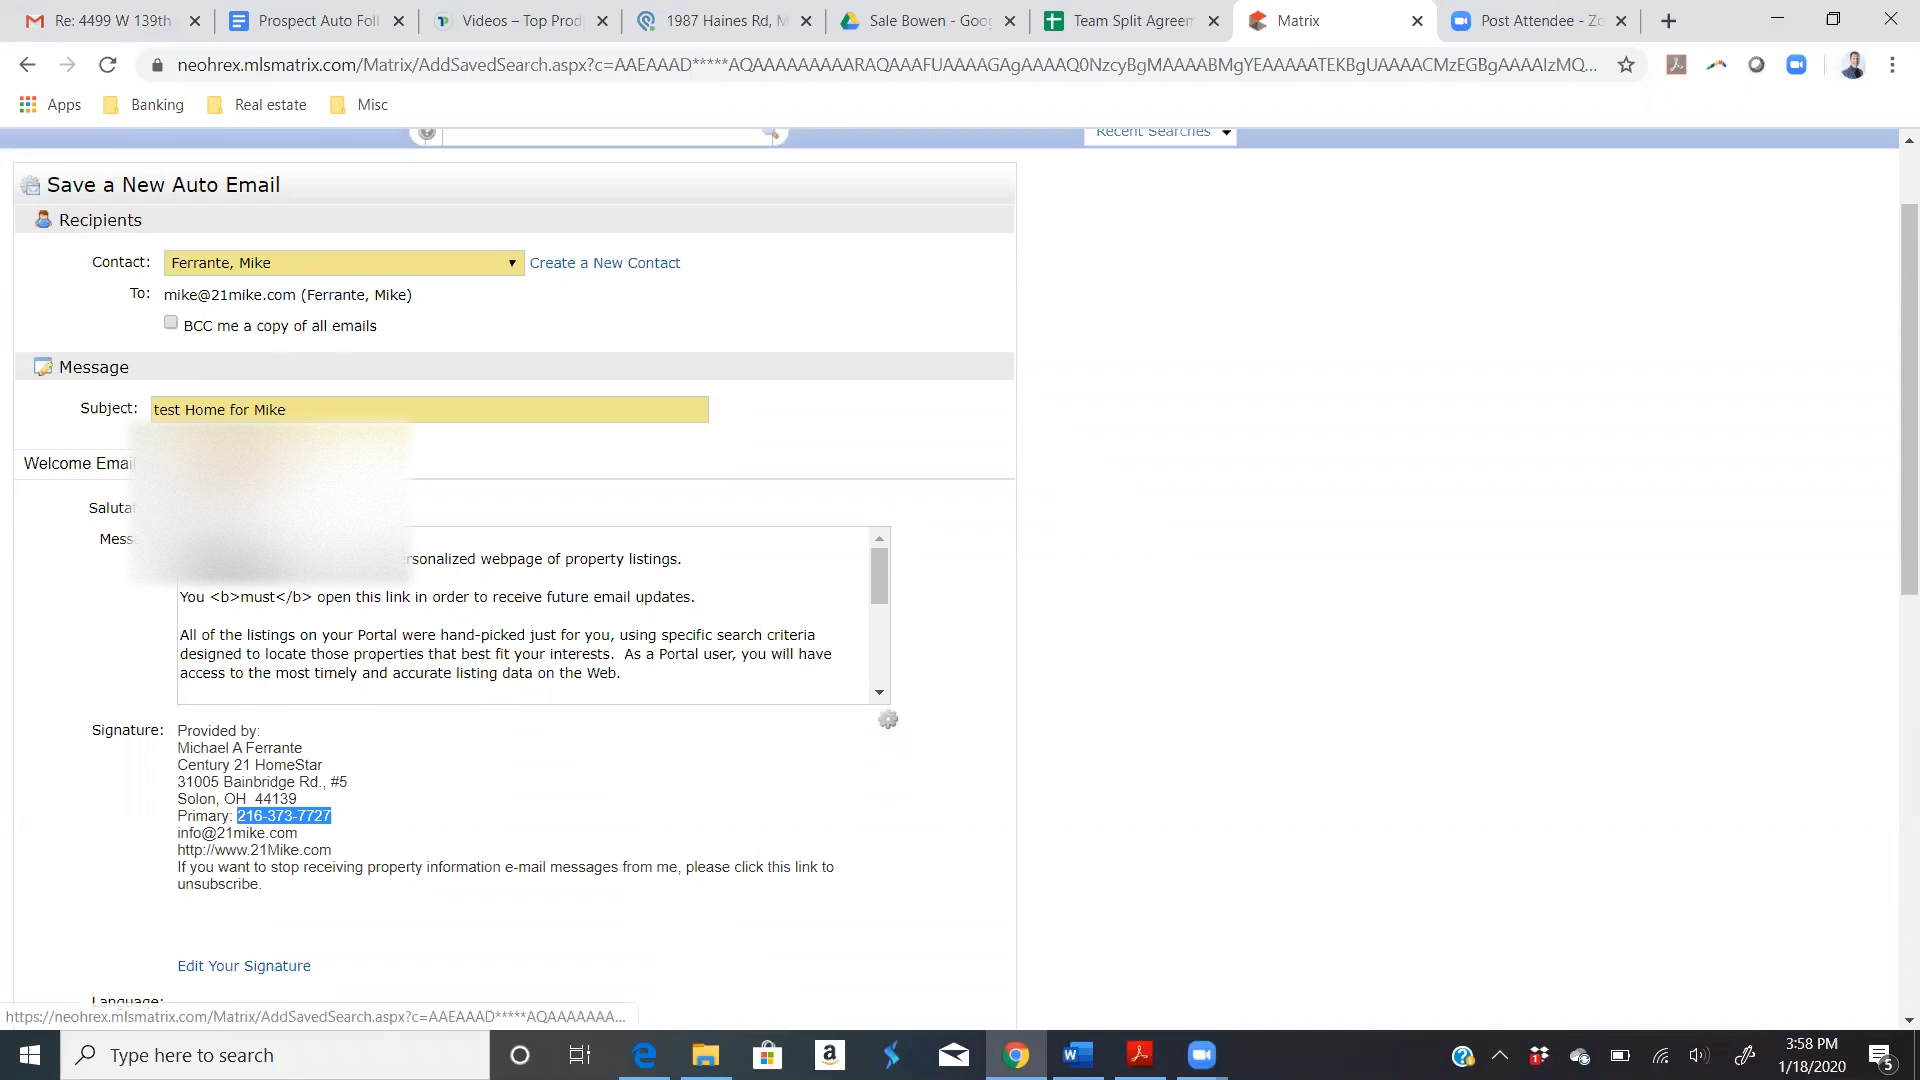 Re: 4499 W 139th
Prospect Auto Foll
Videos – Top Prod
1987 Haines Rd, M
Sale Bowen - Goog
Team Split Agreem
Matrix
Post Attendee - Zo
neohrex.mlsmatrix.com/Matrix/AddSavedSearch.aspx?c=AAEAAAD*****AQAAAAAAAAARAQAAAFUAAAAGAgAAAAQ0NzcyBgMAAAABMgYEAAAAATEKBgUAAAACMzEGBgAAAAIzMQ...
Apps
Banking
Real estate
Misc
Recent Searches
Save a New Auto Email
Recipients
Contact: Ferrante, Mike Create a New Contact
To: mike@21mike.com (Ferrante, Mike)
BCC me a copy of all emails
Message
Subject: test Home for Mike
Welcome Email
Saluta
Mess
rsonalized webpage of property listings.
You <b>must</b> open this link in order to receive future email updates.
All of the listings on your Portal were hand-picked just for you, using specific search criteria
designed to locate those properties that best fit your interests.  As a Portal user, you will have
access to the most timely and accurate listing data on the Web.
Signature: Provided by:
Michael A Ferrante
Century 21 HomeStar
31005 Bainbridge Rd., #5
Solon, OH  44139
Primary: 216-373-7727
info@21mike.com
http://www.21Mike.com
If you want to stop receiving property information e-mail messages from me, please click this link to
unsubscribe.
Edit Your Signature
Language:
https://neohrex.mlsmatrix.com/Matrix/AddSavedSearch.aspx?c=AAEAAAD*****AQAAAAAAA...
Type here to search
3:58 PM
1/18/2020
5